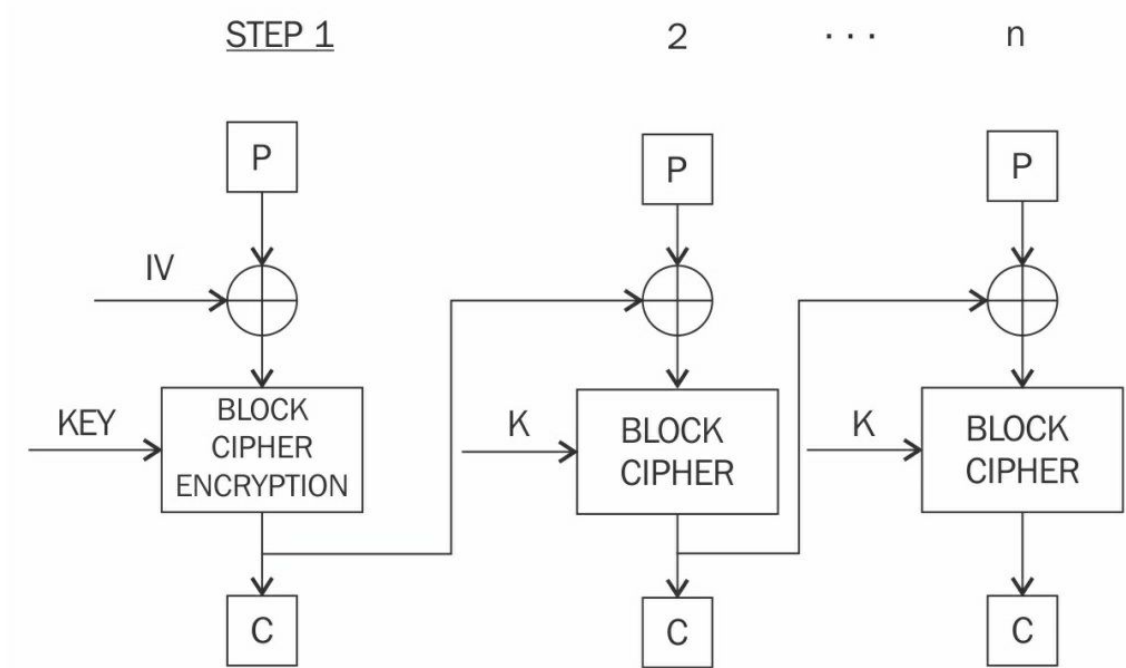 STEP 1 2 . . . n
P P P
IV
KEY BLOCK CIPHER ENCRYPTION K BLOCK CIPHER K BLOCK CIPHER
C C C